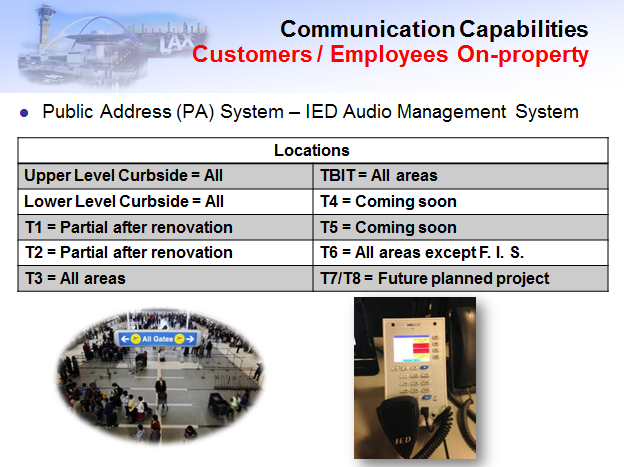 LAX
Communication Capabilities
Customers / Employees On-property
Public Address (PA) System – IED Audio Management System
Locations
Upper Level Curbside = All
TBIT = All areas
Lower Level Curbside = All
T4 = Coming soon
T1 = Partial after renovation
T5 = Coming soon
T2 = Partial after renovation
T6 = All areas except F. I. S.
T3 = All areas
T7/T8 = Future planned project
All Gates
IED